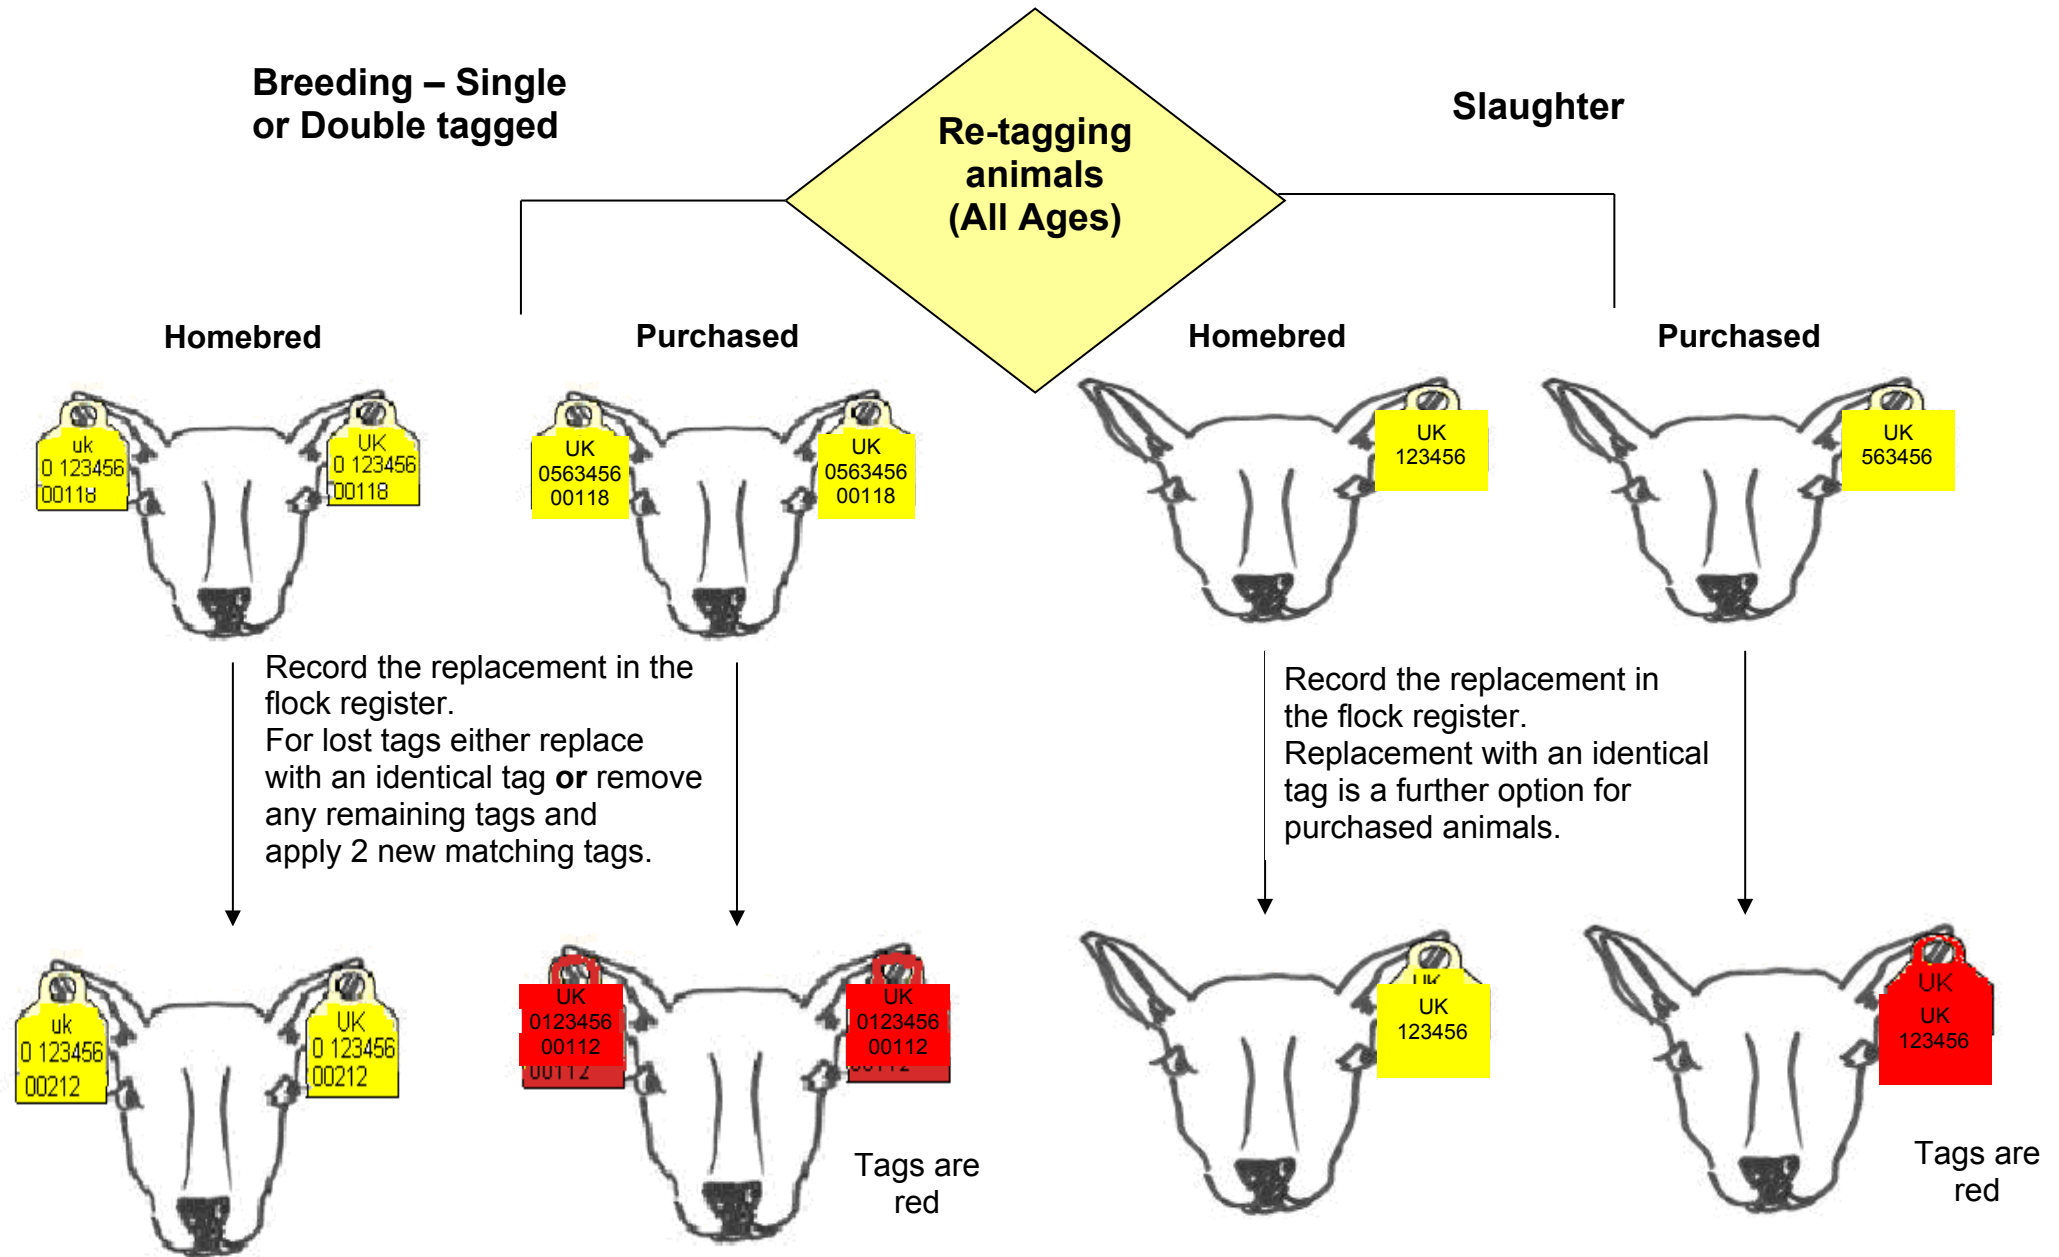 Breeding – Single
or Double tagged
Re-tagging
animals
(All Ages)
Slaughter
Homebred
Purchased
Homebred
Purchased
uk
0 123456
00118
UK
0 123456
00118
UK
0563456
00118
UK
0563456
00118
UK
123456
UK
563456
Record the replacement in the
flock register.
For lost tags either replace
with an identical tag or remove
any remaining tags and
apply 2 new matching tags.
Record the replacement in
the flock register.
Replacement with an identical
tag is a further option for
purchased animals.
uk
0 123456
00212
UK
0 123456
00212
UK
0123456
00112
00112
UK
0123456
00112
00112
Tags are
red
UK
UK
123456
UK
UK
123456
Tags are
red